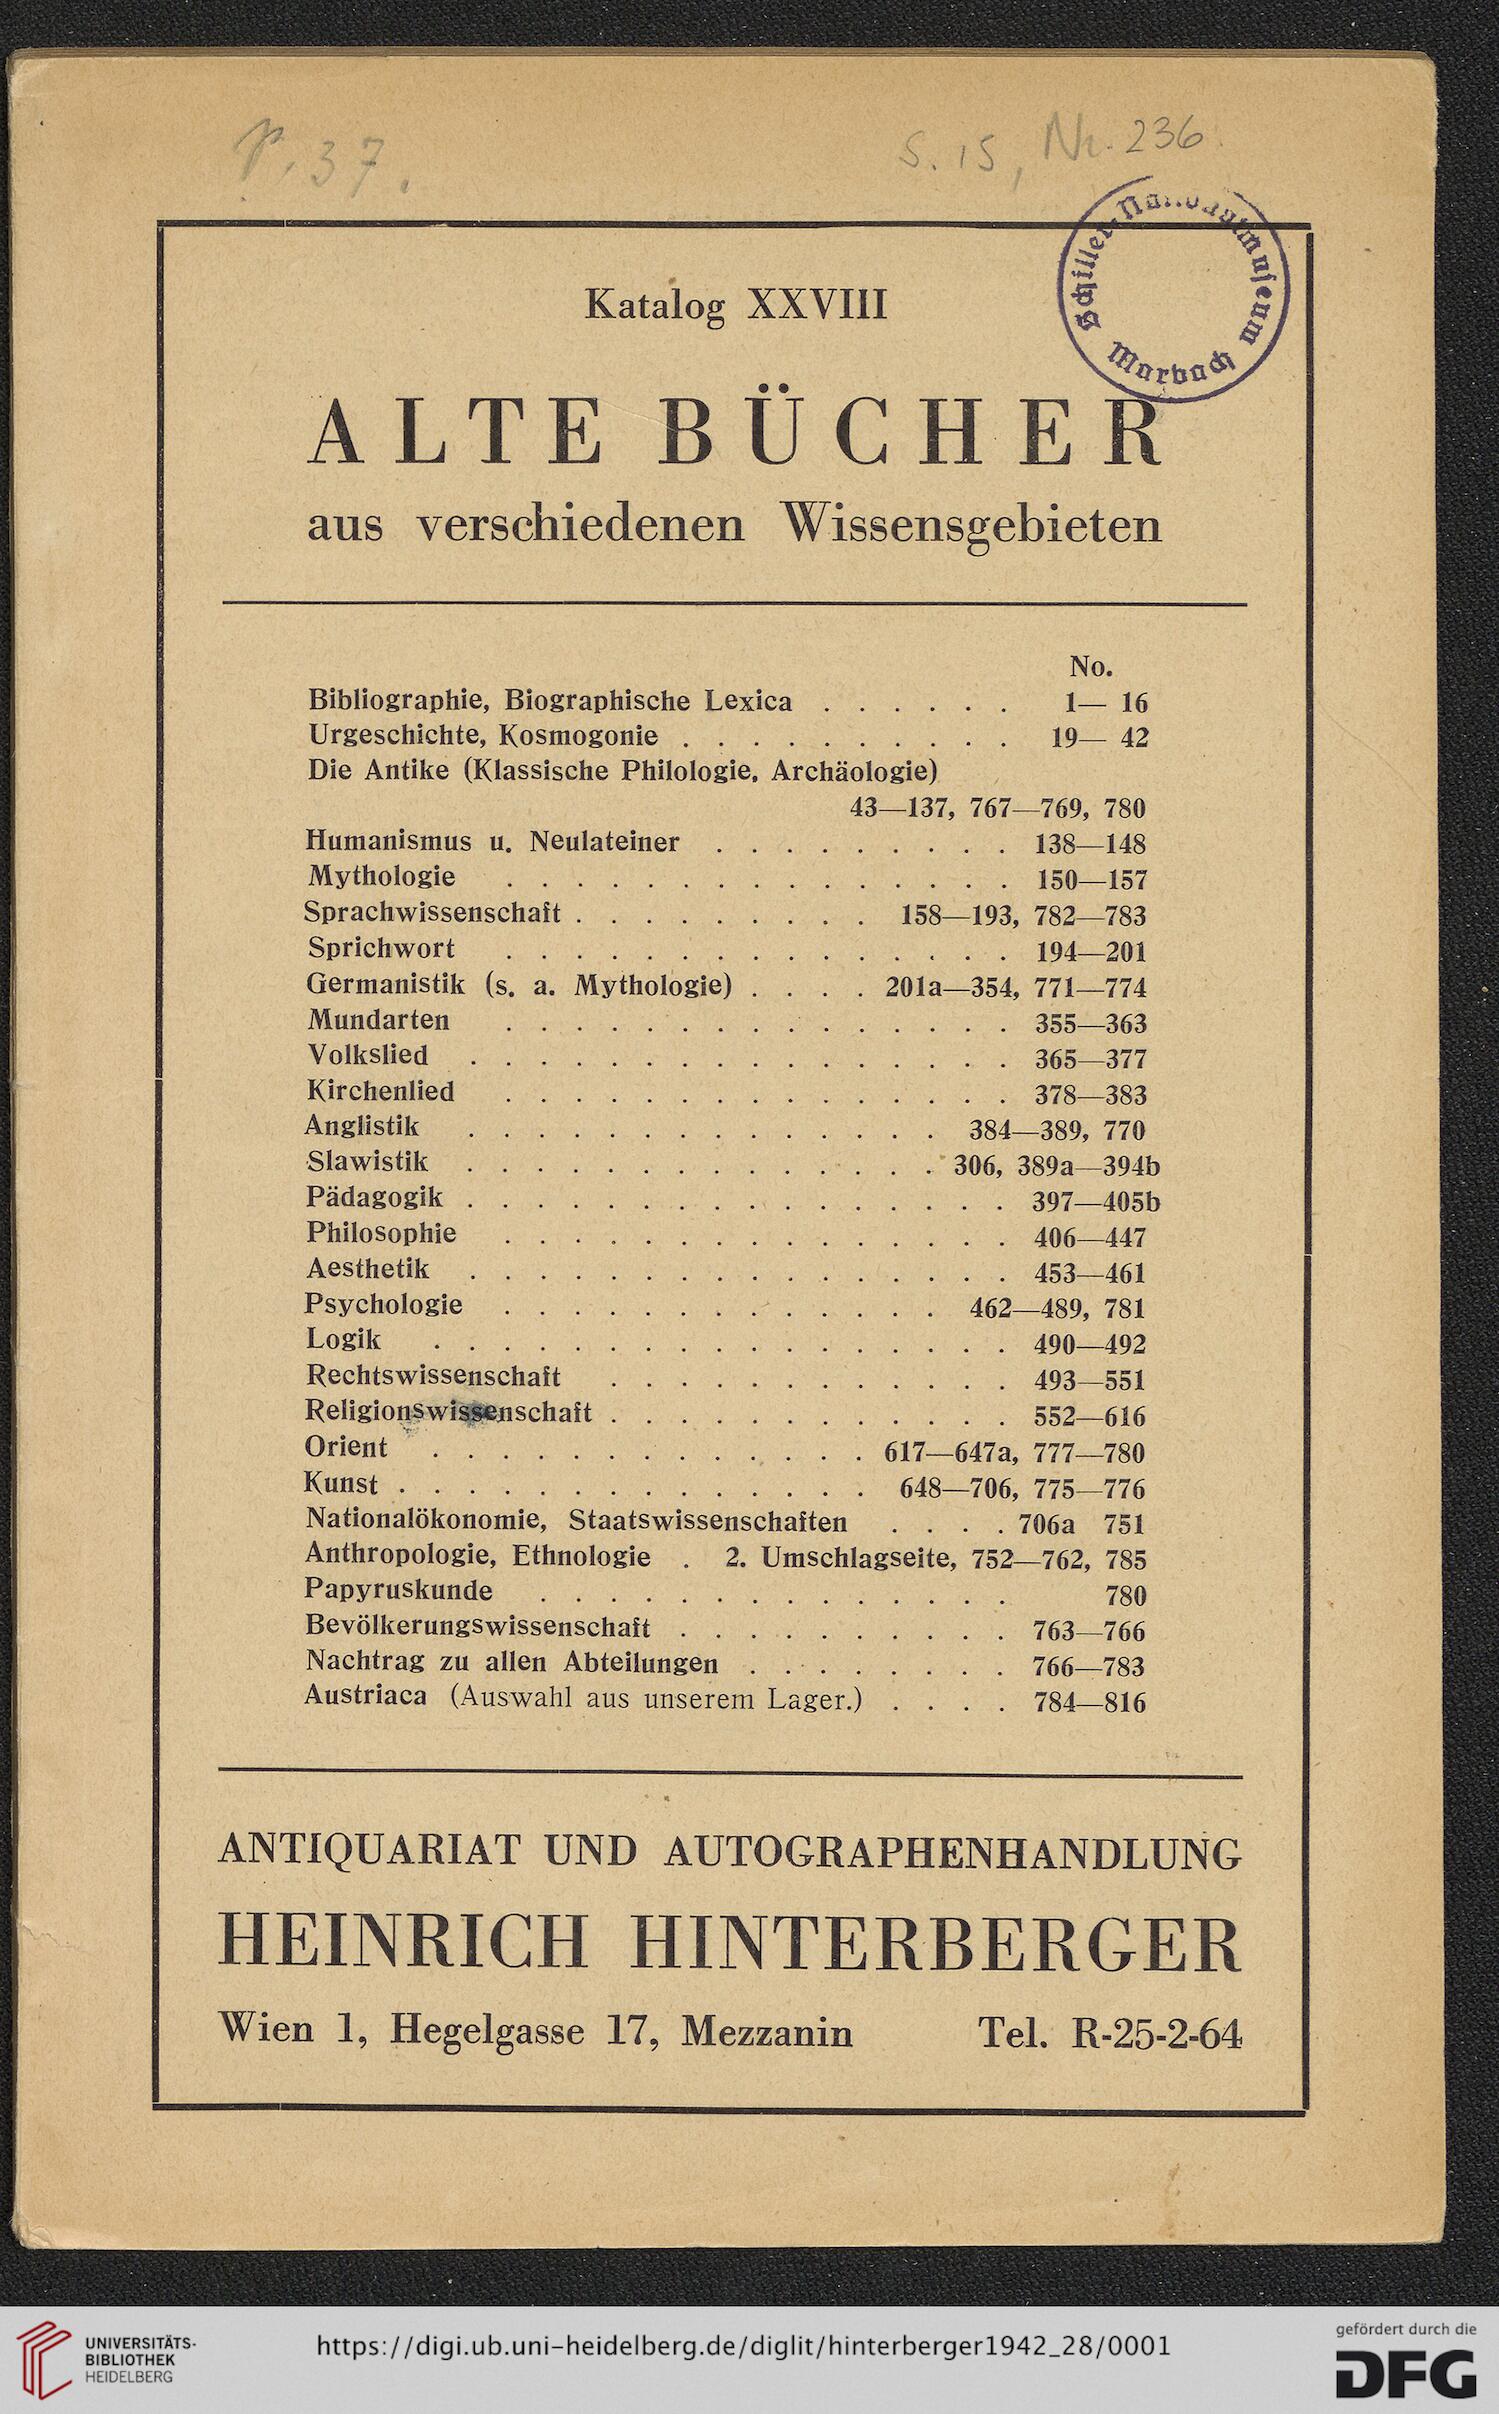 P. 37.
S. 15, Nr. 236
Schiller-Nationalmuseum
Marbach
Katalog XXVIII
ALTE BÜCHER
aus verschiedenen Wissensgebieten
No.
Bibliographie, Biographische Lexica . . . . . . 1— 16
Urgeschichte, Kosmogonie . . . . . . . . . . 19— 42
Die Antike (Klassische Philologie, Archäologie)
43—137, 767—769, 780
Humanismus u. Neulateiner . . . . . . . . . 138—148
Mythologie . . . . . . . . . . . . . . . 150—157
Sprachwissenschaft . . . . . . . . . 158—193, 782—783
Sprichwort . . . . . . . . . . . . . . . 194—201
Germanistik (s. a. Mythologie) . . . . 201a—354, 771—774
Mundarten . . . . . . . . . . . . . . . 355—363
Volkslied . . . . . . . . . . . . . . . . 365—377
Kirchenlied . . . . . . . . . . . . . . . 378—383
Anglistik . . . . . . . . . . . . . . 384—389, 770
Slawistik . . . . . . . . . . . . . . 306, 389a—394b
Pädagogik . . . . . . . . . . . . . . . . 397—405b
Philosophie . . . . . . . . . . . . . . . 406—447
Aesthetik . . . . . . . . . . . . . . . . 453—461
Psychologie . . . . . . . . . . . . . 462—489, 781
Logik . . . . . . . . . . . . . . . . . 490—492
Rechtswissenschaft . . . . . . . . . . . . 493—551
Religionswissenschaft . . . . . . . . . . . . 552—616
Orient . . . . . . . . . . . . . 617—647a, 777—780
Kunst . . . . . . . . . . . . . . 648—706, 775—776
Nationalökonomie, Staatswissenschaften . . . . 706a 751
Anthropologie, Ethnologie . 2. Umschlagseite, 752—762, 785
Papyruskunde . . . . . . . . . . . . . . 780
Bevölkerungswissenschaft . . . . . . . . . . 763—766
Nachtrag zu allen Abteilungen . . . . . . . . 766—783
Austriaca (Auswahl aus unserem Lager.) . . . . 784—816
ANTIQUARIAT UND AUTOGRAPHENHANDLUNG
HEINRICH HINTERBERGER
Wien 1, Hegelgasse 17, Mezzanin Tel. R-25-2-64
UNIVERSITÄTS-
BIBLIOTHEK
HEIDELBERG
https://digi.ub.uni-heidelberg.de/diglit/hinterberger1942_28/0001
gefördert durch die
DFG